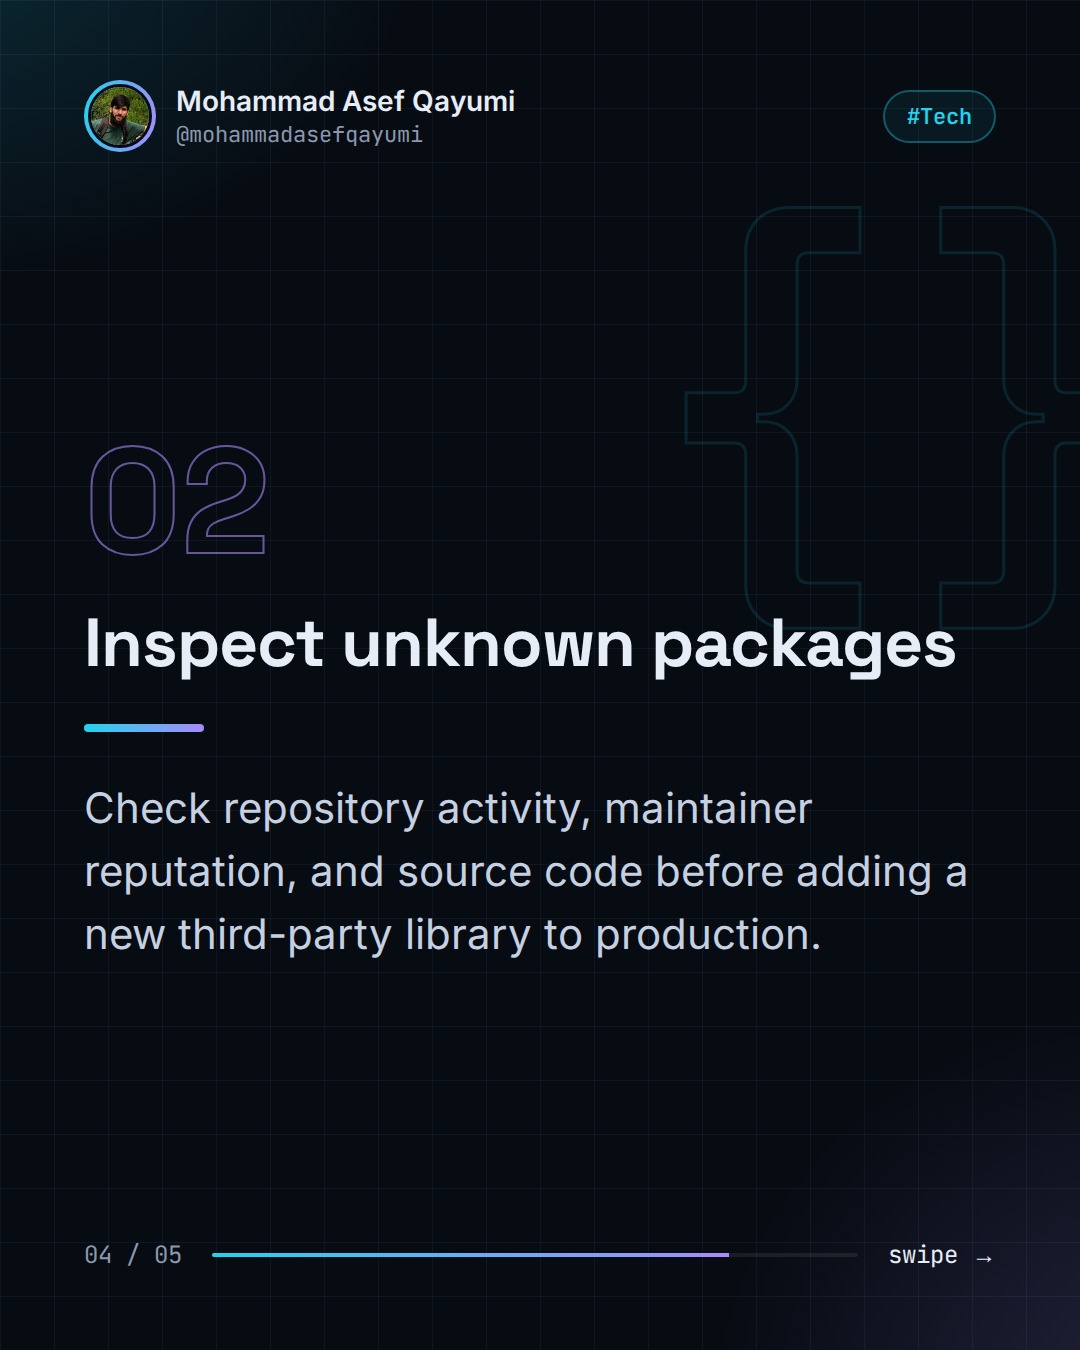 Mohammad Asef Qayumi
@mohammadasefqayumi
#Tech
{}
02
Inspect unknown packages
Check repository activity, maintainer
reputation, and source code before adding a
new third-party library to production.
04 / 05
swipe →